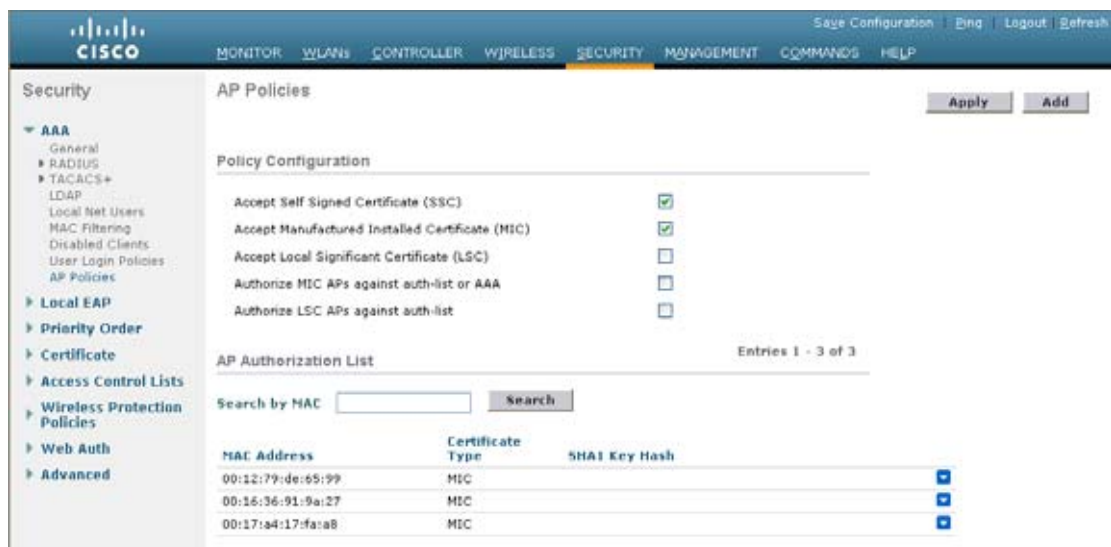 Save Configuration | Ping | Logout | Refresh
CISCO
MONITOR WLANs CONTROLLER WIRELESS SECURITY MANAGEMENT COMMANDS HELP
Security
AAA
General
RADIUS
TACACS+
LDAP
Local Net Users
MAC Filtering
Disabled Clients
User Login Policies
AP Policies
Local EAP
Priority Order
Certificate
Access Control Lists
Wireless Protection
Policies
Web Auth
Advanced
AP Policies
Apply Add
Policy Configuration
Accept Self Signed Certificate (SSC)
Accept Manufactured Installed Certificate (MIC)
Accept Local Significant Certificate (LSC)
Authorize MIC APs against auth-list or AAA
Authorize LSC APs against auth-list
AP Authorization List
Entries 1 - 3 of 3
Search by MAC Search
MAC Address Certificate Type SHA1 Key Hash
00:12:79:de:65:99 MIC
00:16:36:91:9a:27 MIC
00:17:a4:17:fa:a8 MIC